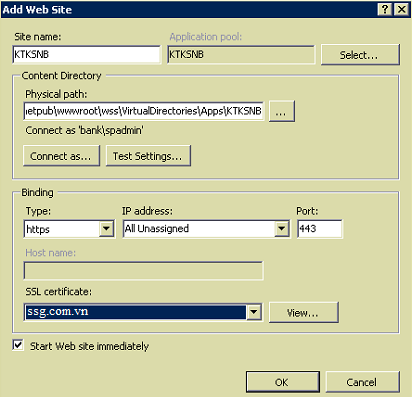 Add Web Site
Site name:
Application pool:
KTKSNB
KTKSNB
Select...
Content Directory
Physical path:
etpub\wwwroot\wss\VirtualDirectories\Apps\KTKSNB
...
Connect as 'bank\spadmin'
Connect as...
Test Settings...
Binding
Type:
IP address:
Port:
https
All Unassigned
443
Host name:
SSL certificate:
ssg.com.vn
View...
Start Web site immediately
OK
Cancel